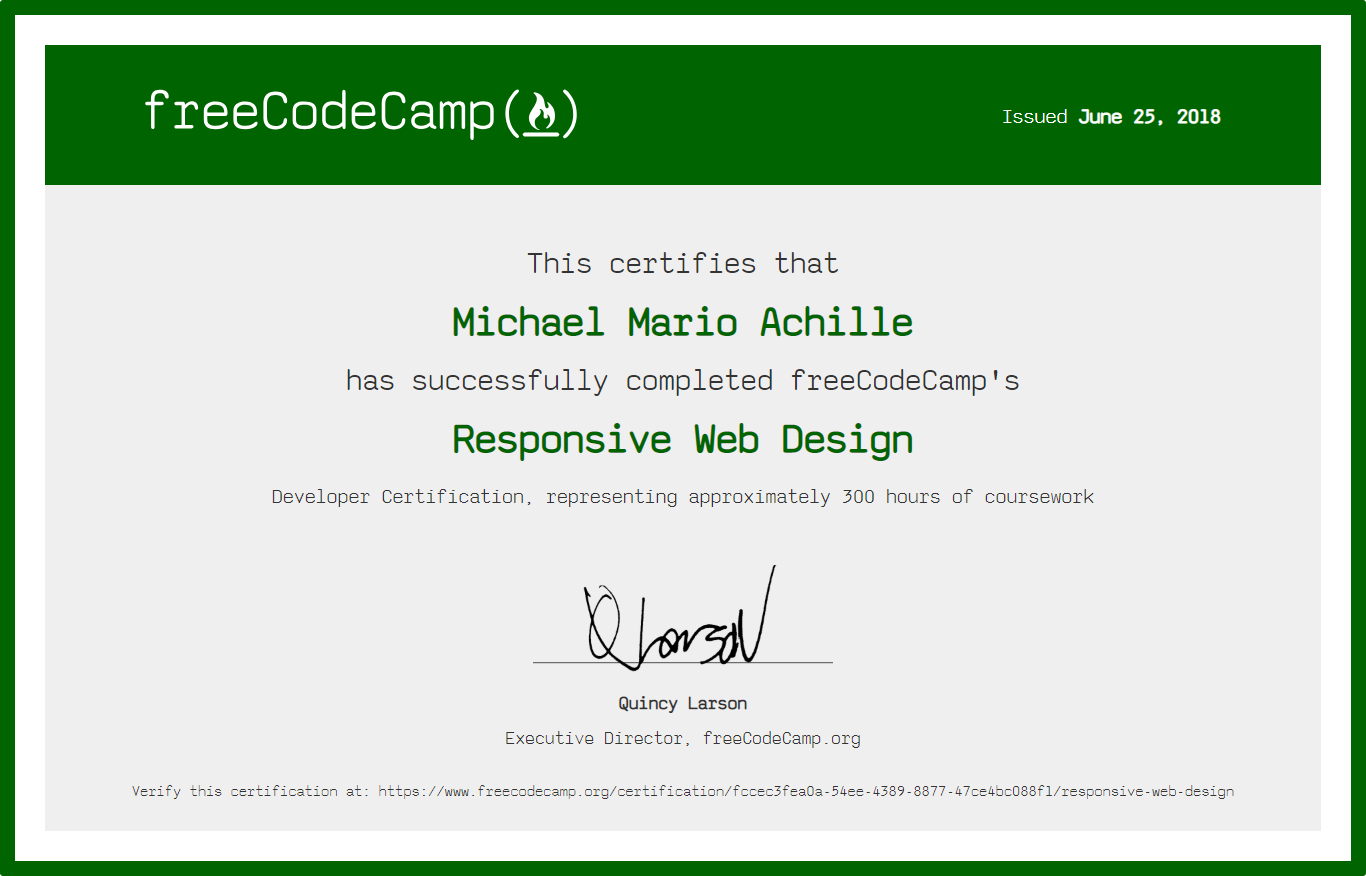 freeCodeCamp(🔥)
Issued June 25, 2018
This certifies that
Michael Mario Achille
has successfully completed freeCodeCamp's
Responsive Web Design
Developer Certification, representing approximately 300 hours of coursework
Q Larson
Quincy Larson
Executive Director, freeCodeCamp.org
Verify this certification at: https://www.freecodecamp.org/certification/fccec3fea0a-54ee-4389-8877-47ce4bc088f1/responsive-web-design